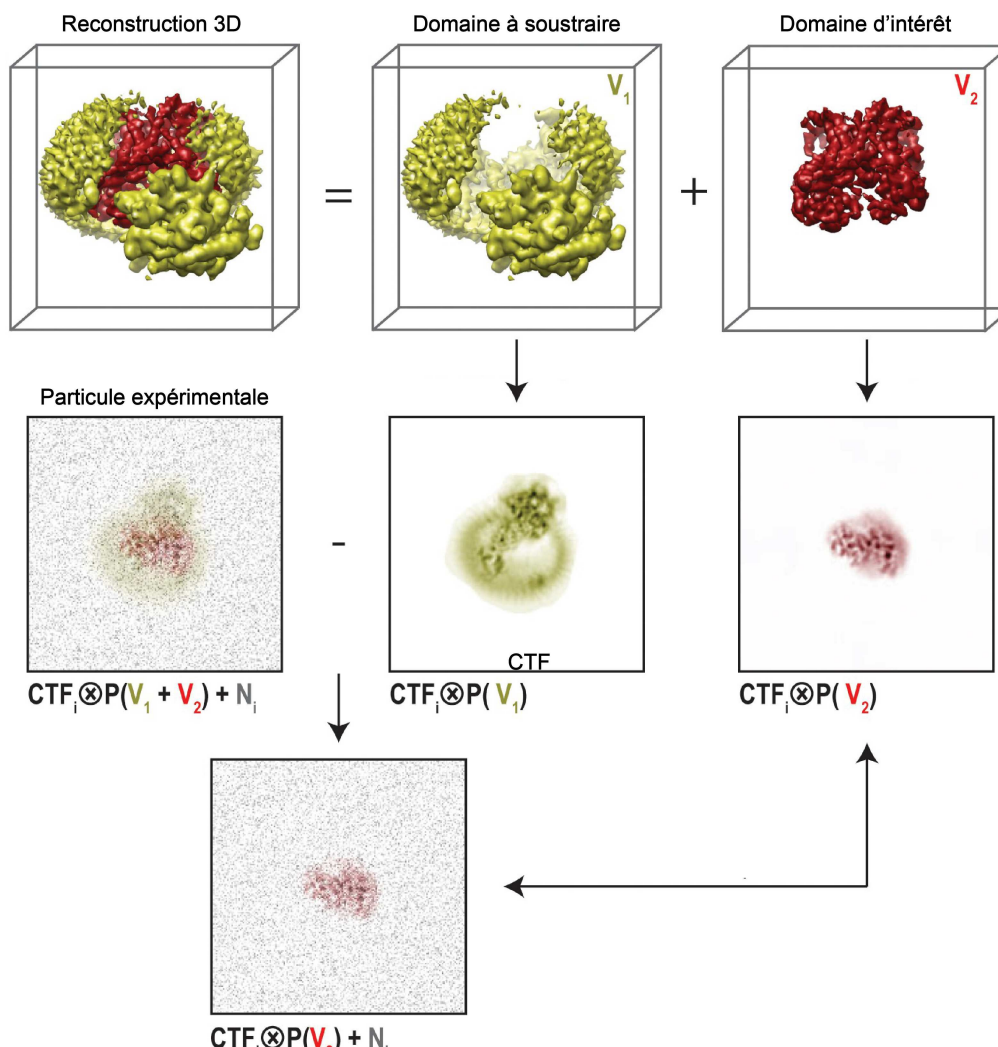 Reconstruction 3D
Domaine à soustraire
Domaine d'intérêt
V1
V2
=
+
Particule expérimentale
-
CTF
CTFi⊗P(V1 + V2) + Ni
CTFi⊗P( V1)
CTFi⊗P( V2)
CTFi⊗P(V2) + Ni